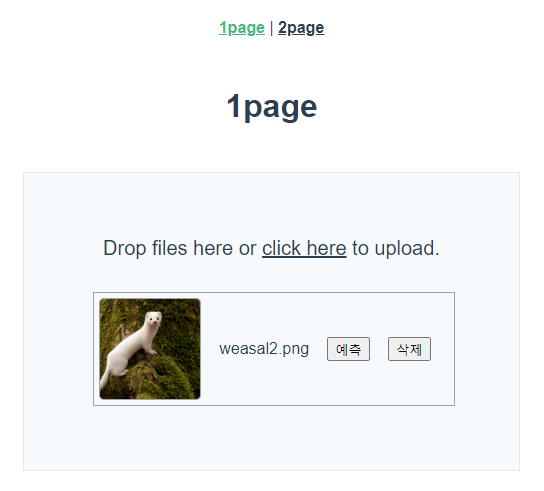 1page | 2page
1page
Drop files here or click here to upload.
weasal2.png 예측 삭제